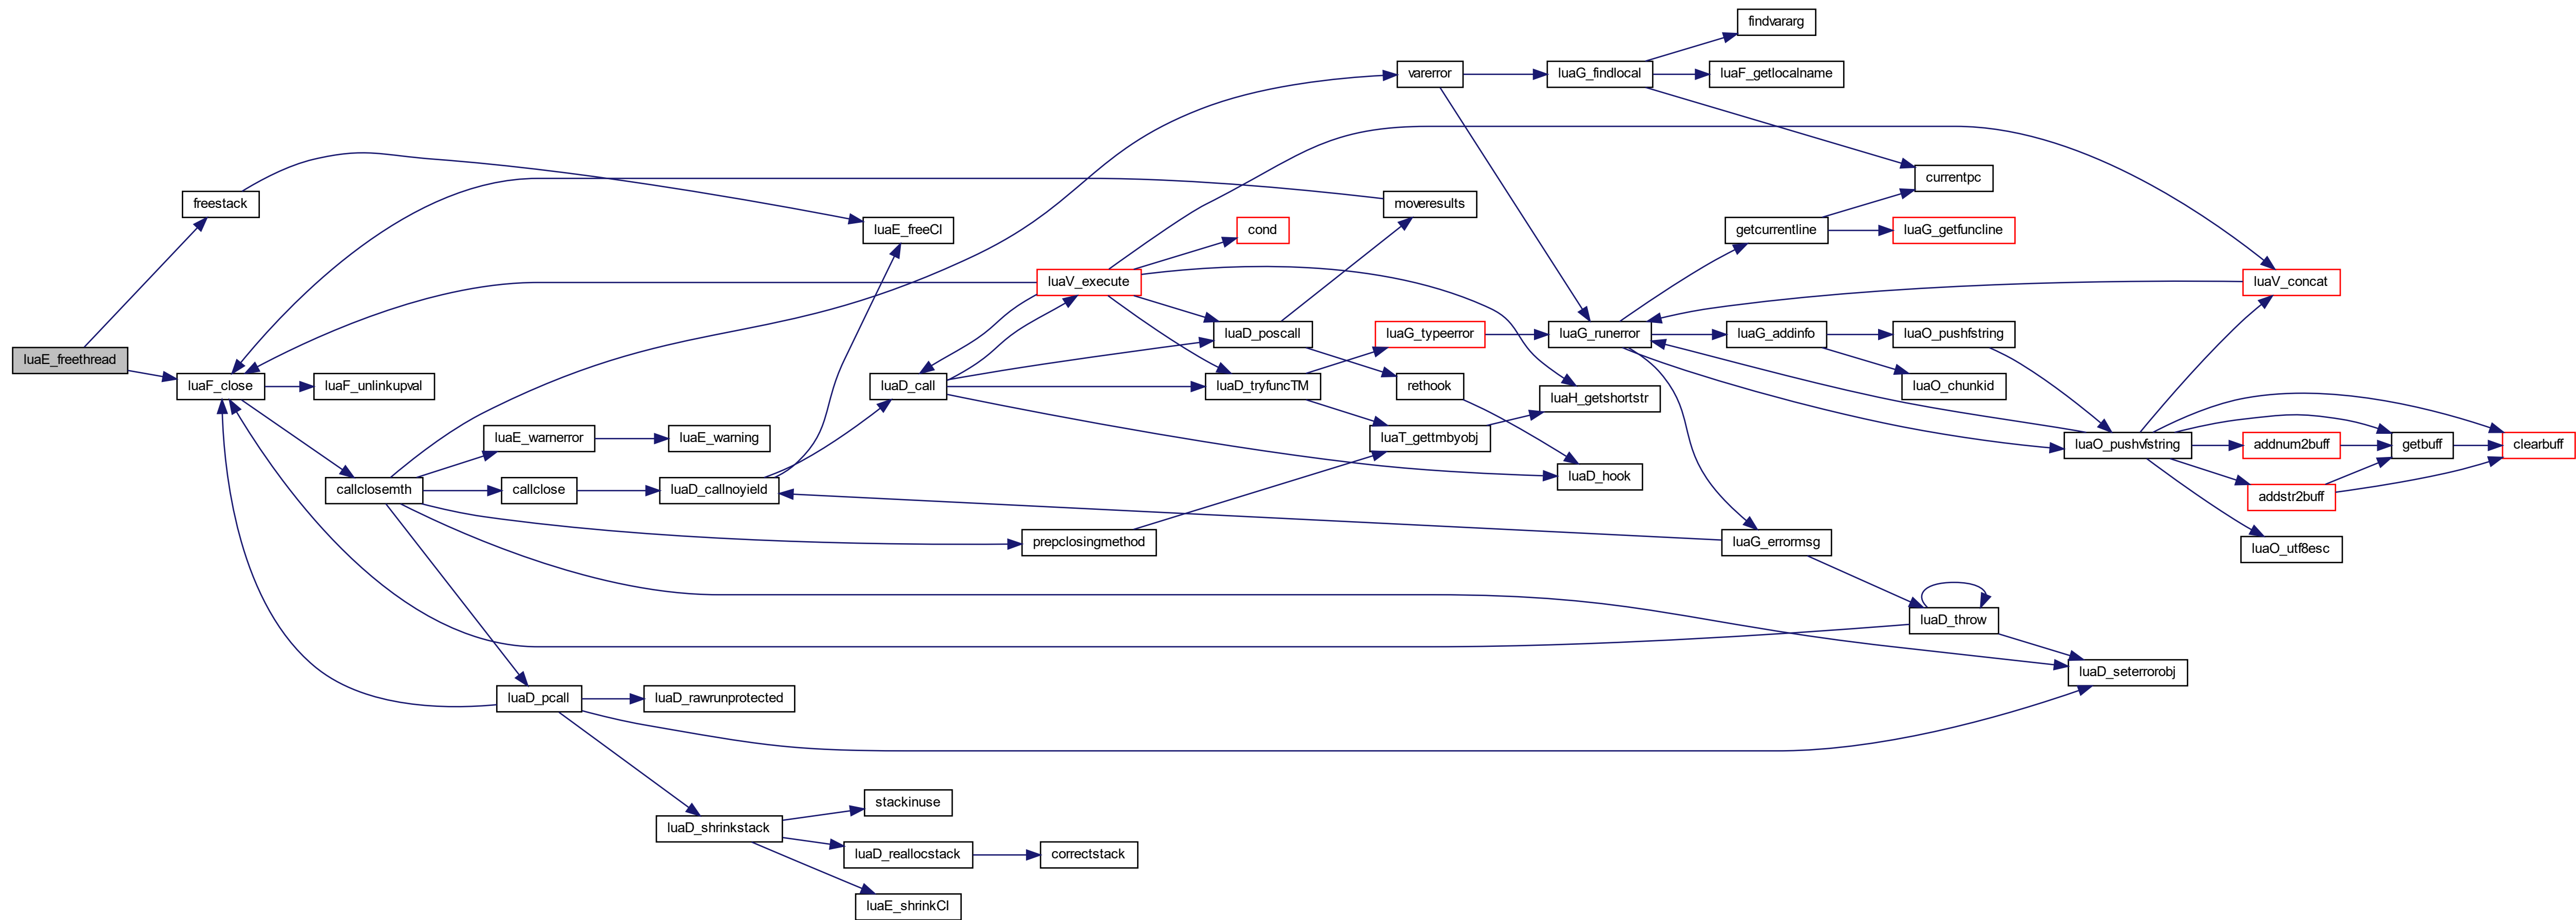 findvararg
varerror
luaG_findlocal
luaF_getlocalname
currentpc
freestack
moveresults
luaE_freeCI
cond
getcurrentline
luaG_getfuncline
luaV_execute
luaV_concat
luaD_poscall
luaG_typeerror
luaG_runerror
luaG_addinfo
luaO_pushfstring
luaE_freethread
luaF_close
luaF_unlinkupval
luaD_call
luaD_tryfuncTM
rethook
luaH_getshortstr
luaO_chunkid
luaE_warnerror
luaE_warning
luaT_gettmbyobj
luaO_pushvfstring
addnum2buff
getbuff
clearbuff
callclosemth
callclose
luaD_callnoyield
luaD_hook
addstr2buff
prepclosingmethod
luaG_errormsg
luaO_utf8esc
luaD_throw
luaD_seterrorobj
luaD_pcall
luaD_rawrunprotected
stackinuse
luaD_shrinkstack
luaD_reallocstack
correctstack
luaE_shrinkCI